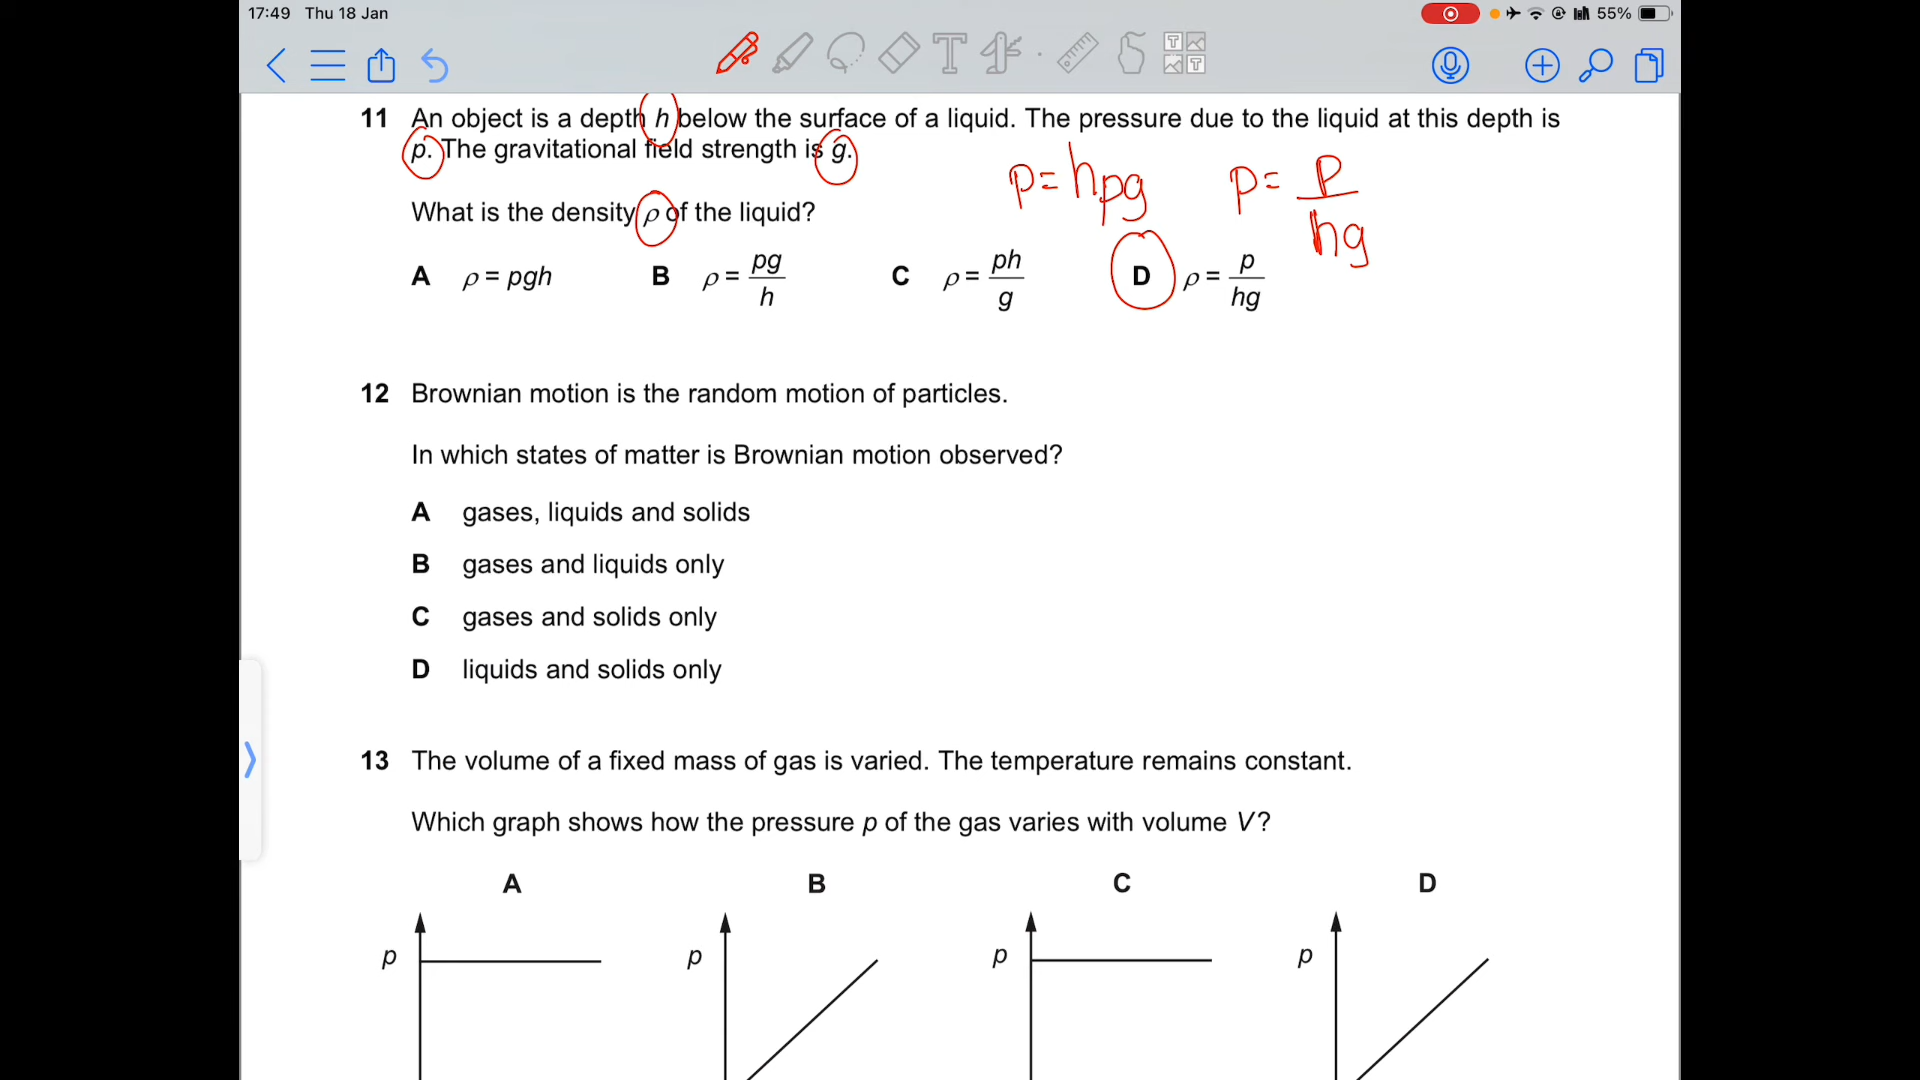 17:49 Thu 18 Jan
55%
11 An object is a depth h below the surface of a liquid. The pressure due to the liquid at this depth is
p. The gravitational field strength is g.
p = hρg p = p/hg
What is the density ρ of the liquid?
A ρ = pgh B ρ = pg/h C ρ = ph/g D ρ = p/hg
12 Brownian motion is the random motion of particles.
In which states of matter is Brownian motion observed?
A gases, liquids and solids
B gases and liquids only
C gases and solids only
D liquids and solids only
13 The volume of a fixed mass of gas is varied. The temperature remains constant.
Which graph shows how the pressure p of the gas varies with volume V?
A B C D
p p p p